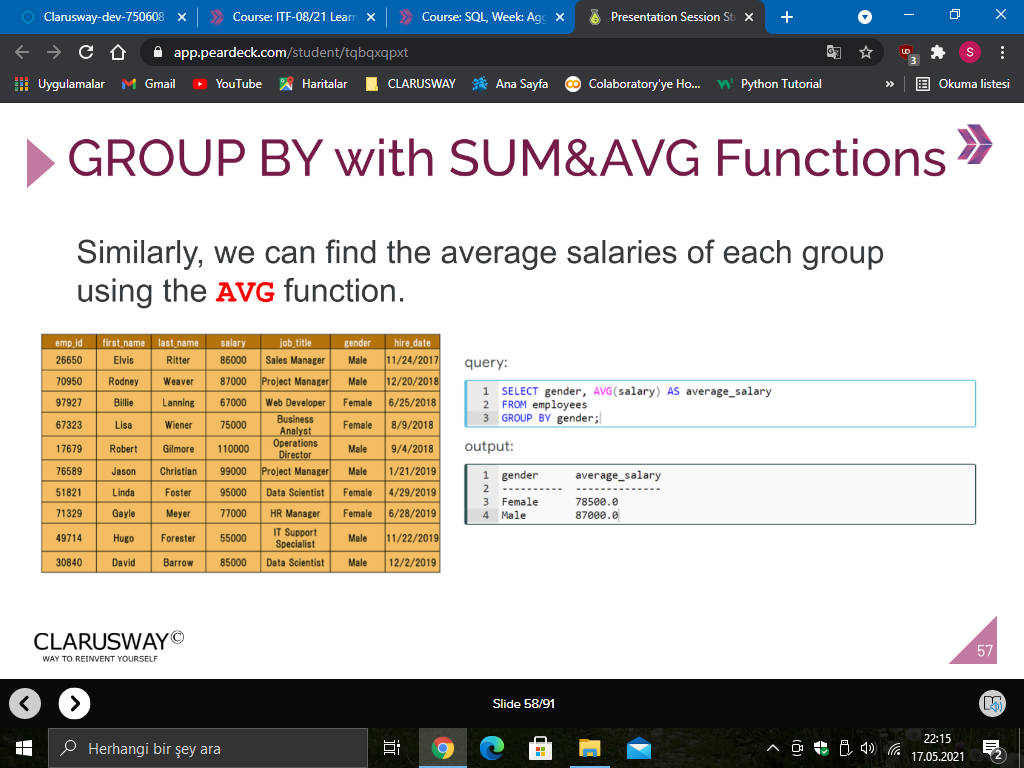 Clarusway-dev-750608
Course: ITF-08/21 Learn
Course: SQL, Week: Agg
Presentation Session St
app.peardeck.com/student/tqbqxqpxt
UD
3
S
Uygulamalar
Gmail
YouTube
Haritalar
CLARUSWAY
Ana Sayfa
Colaboratory'ye Ho...
Python Tutorial
»
Okuma listesi
GROUP BY with SUM&AVG Functions
Similarly, we can find the average salaries of each group
using the AVG function.
emp_id first_name last_name salary job_title gender hire_date
26650 Elvis Ritter 86000 Sales Manager Male 11/24/2017
70950 Rodney Weaver 87000 Project Manager Male 12/20/2018
97927 Billie Lanning 67000 Web Developer Female 6/25/2018
67323 Lisa Wiener 75000 Business Analyst Female 8/9/2018
17679 Robert Gilmore 110000 Operations Director Male 9/4/2018
76589 Jason Christian 99000 Project Manager Male 1/21/2019
51821 Linda Foster 95000 Data Scientist Female 4/29/2019
71329 Gayle Meyer 77000 HR Manager Female 6/28/2019
49714 Hugo Forester 55000 IT Support Specialist Male 11/22/2019
30840 David Barrow 85000 Data Scientist Male 12/2/2019
query:
1 SELECT gender, AVG(salary) AS average_salary
2 FROM employees
3 GROUP BY gender;
output:
1 gender average_salary
2 ---------- --------------
3 Female 78500.0
4 Male 87000.0
CLARUSWAY©
WAY TO REINVENT YOURSELF
57
Slide 58/91
Herhangi bir şey ara
22:15
17.05.2021
2